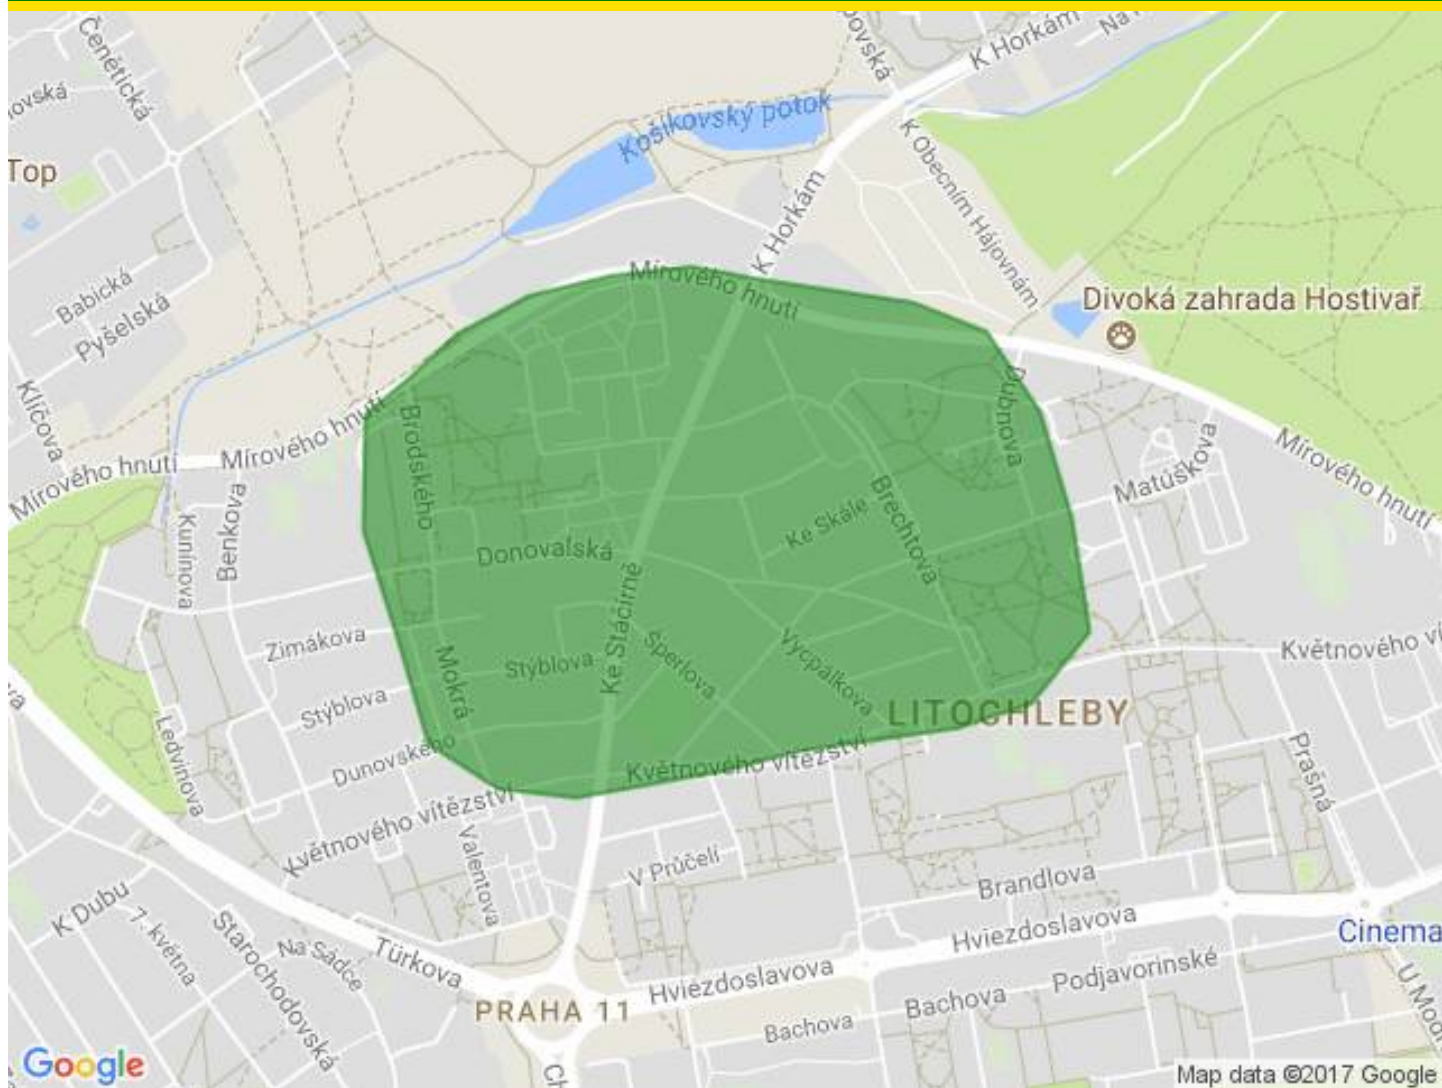 Čenětická
K Horkám
Top
Košíkovský potok
K Obecním Hájovnám
K Horkám
Babická
Pyšelská
Mírového hnutí
Divoká zahrada Hostivař
Klíčova
Brodského
Mírového hnutí
Mírového hnutí
Matúškova
Mírového hnutí
Benkova
Kunínova
Donovalská
Ke Skále
Brechtova
Ke Stáčírně
Zimákova
Stýblova
Šperlova
Vycpálkova
Květnového ví
Stýblova
Mokrá
LITOCHLEBY
Ledvinova
Dunovského
Květnového vítězství
Prašná
Květnového vítězství
Valentova
V Průčelí
Brandlova
K Dubu
7. května
Starochodovská
Na Sádce
Türkova
Hviezdoslavova
Cinema
Hviezdoslavova
Podjavorinské
PRAHA 11
Bachova
Bachova
Google
Map data ©2017 Google